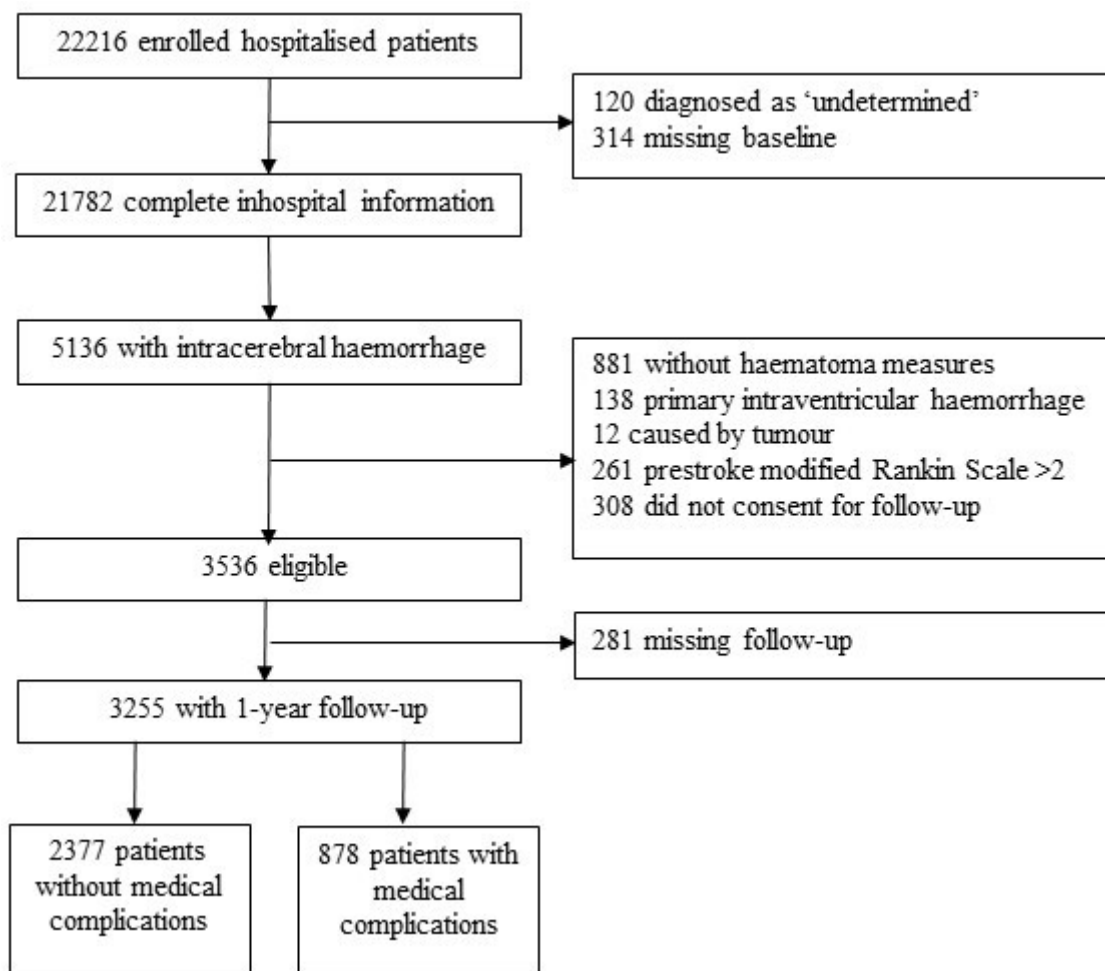 22216 enrolled hospitalised patients
120 diagnosed as ‘undetermined’
314 missing baseline
21782 complete inhospital information
5136 with intracerebral haemorrhage
881 without haematoma measures
138 primary intraventricular haemorrhage
12 caused by tumour
261 prestroke modified Rankin Scale >2
308 did not consent for follow-up
3536 eligible
281 missing follow-up
3255 with 1-year follow-up
2377 patients
without medical
complications
878 patients with
medical
complications